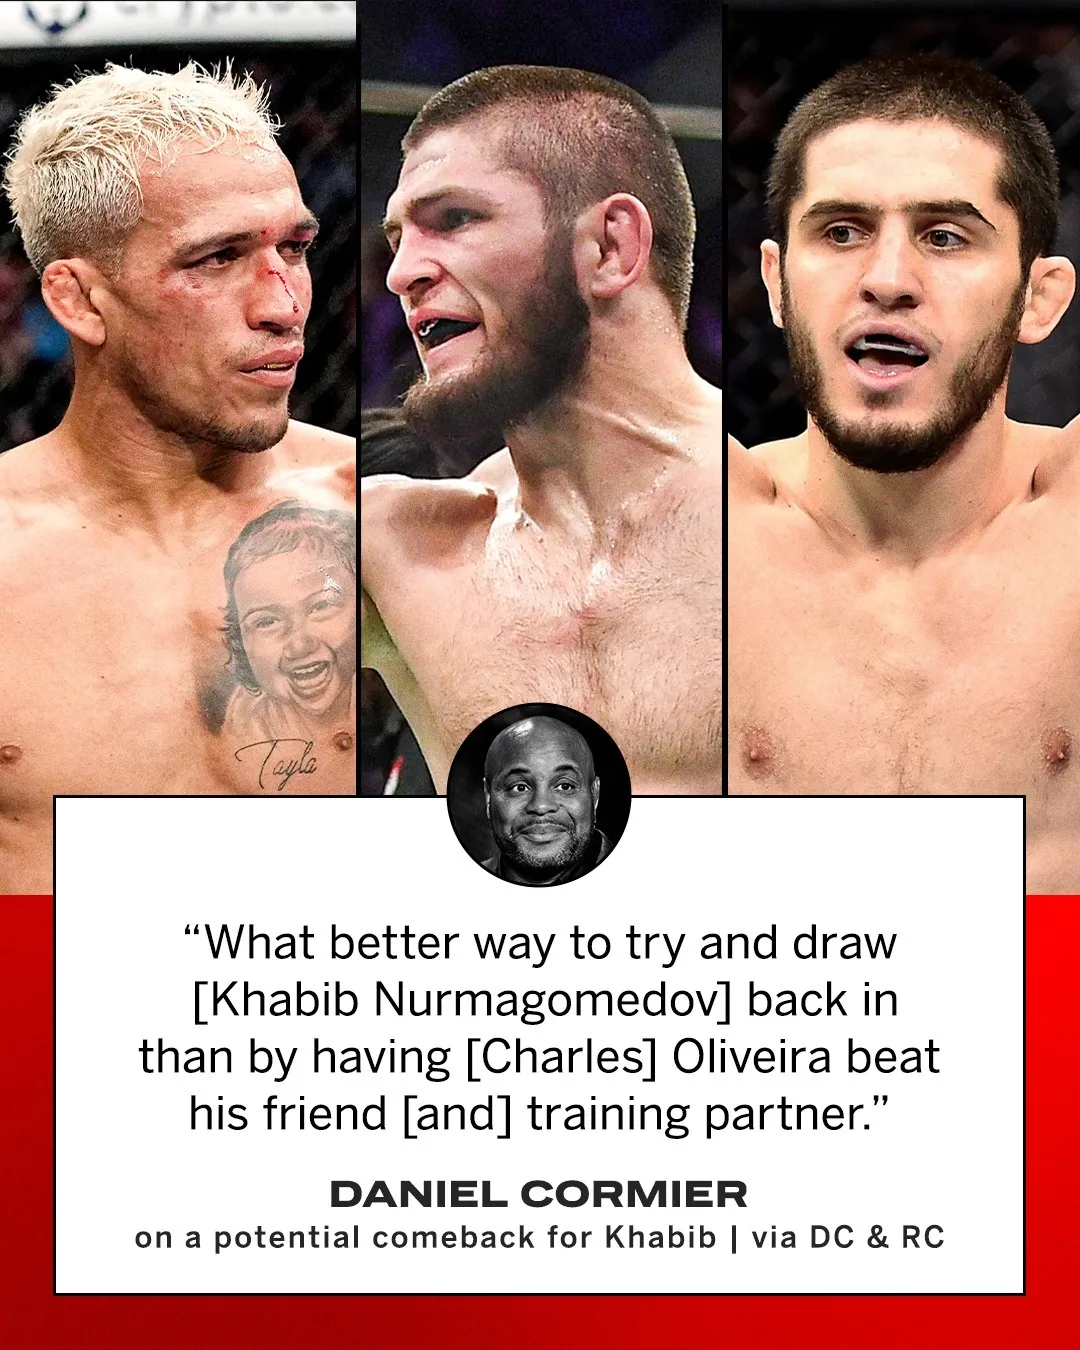 Tayla
“What better way to try and draw
[Khabib Nurmagomedov] back in
than by having [Charles] Oliveira beat
his friend [and] training partner.”
DANIEL CORMIER
on a potential comeback for Khabib | via DC & RC